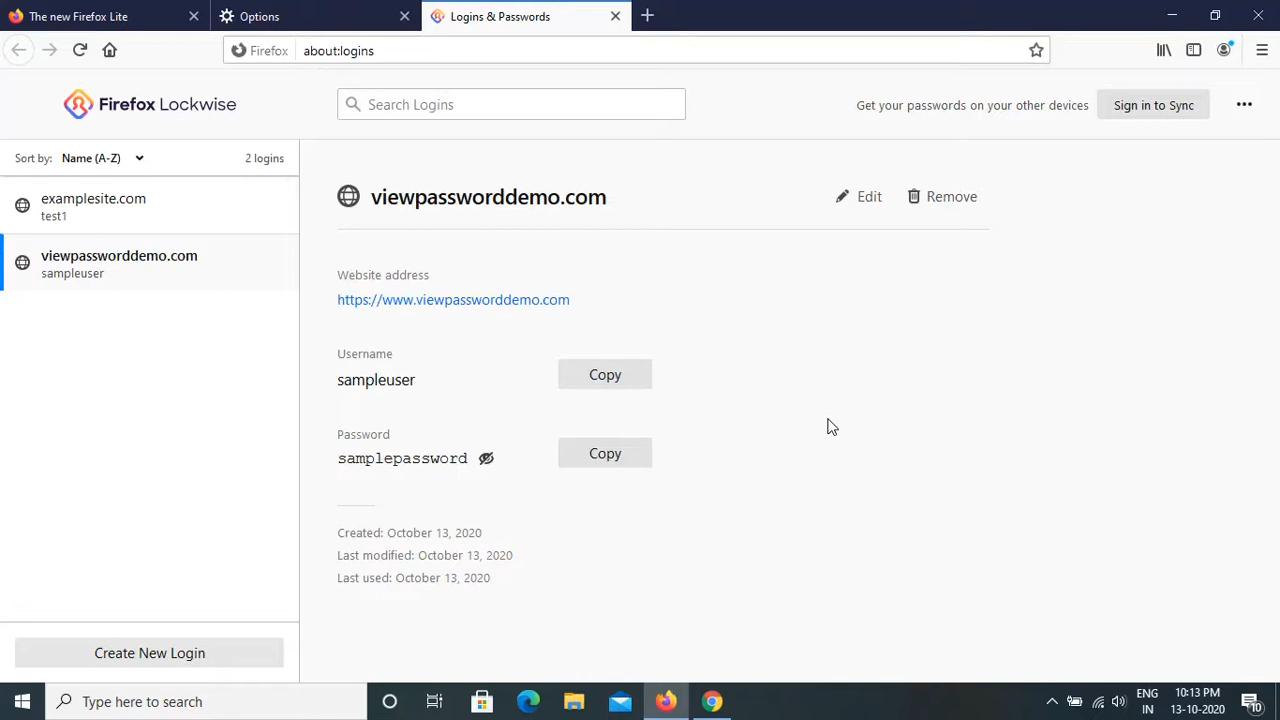 The new Firefox Lite
Options
Logins & Passwords
Firefox
about:logins
Firefox Lockwise
Search Logins
Get your passwords on your other devices
Sign in to Sync
Sort by: Name (A-Z)
2 logins
examplesite.com
test1
viewpassworddemo.com
sampleuser
viewpassworddemo.com
Edit
Remove
Website address
https://www.viewpassworddemo.com
Username
sampleuser
Copy
Password
samplepassword
Copy
Created: October 13, 2020
Last modified: October 13, 2020
Last used: October 13, 2020
Create New Login
Type here to search
ENG
IN
10:13 PM
13-10-2020
10